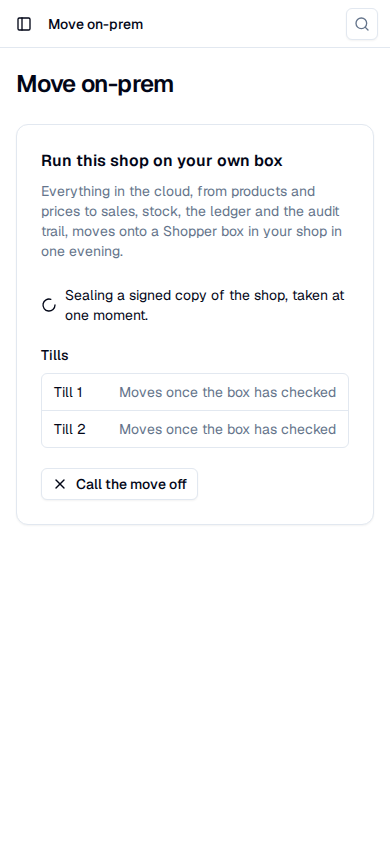 Move on-prem
Move on-prem
Run this shop on your own box
Everything in the cloud, from products and
prices to sales, stock, the ledger and the audit
trail, moves onto a Shopper box in your shop in
one evening.
Sealing a signed copy of the shop, taken at
one moment.
Tills
Till 1 Moves once the box has checked
Till 2 Moves once the box has checked
Call the move off